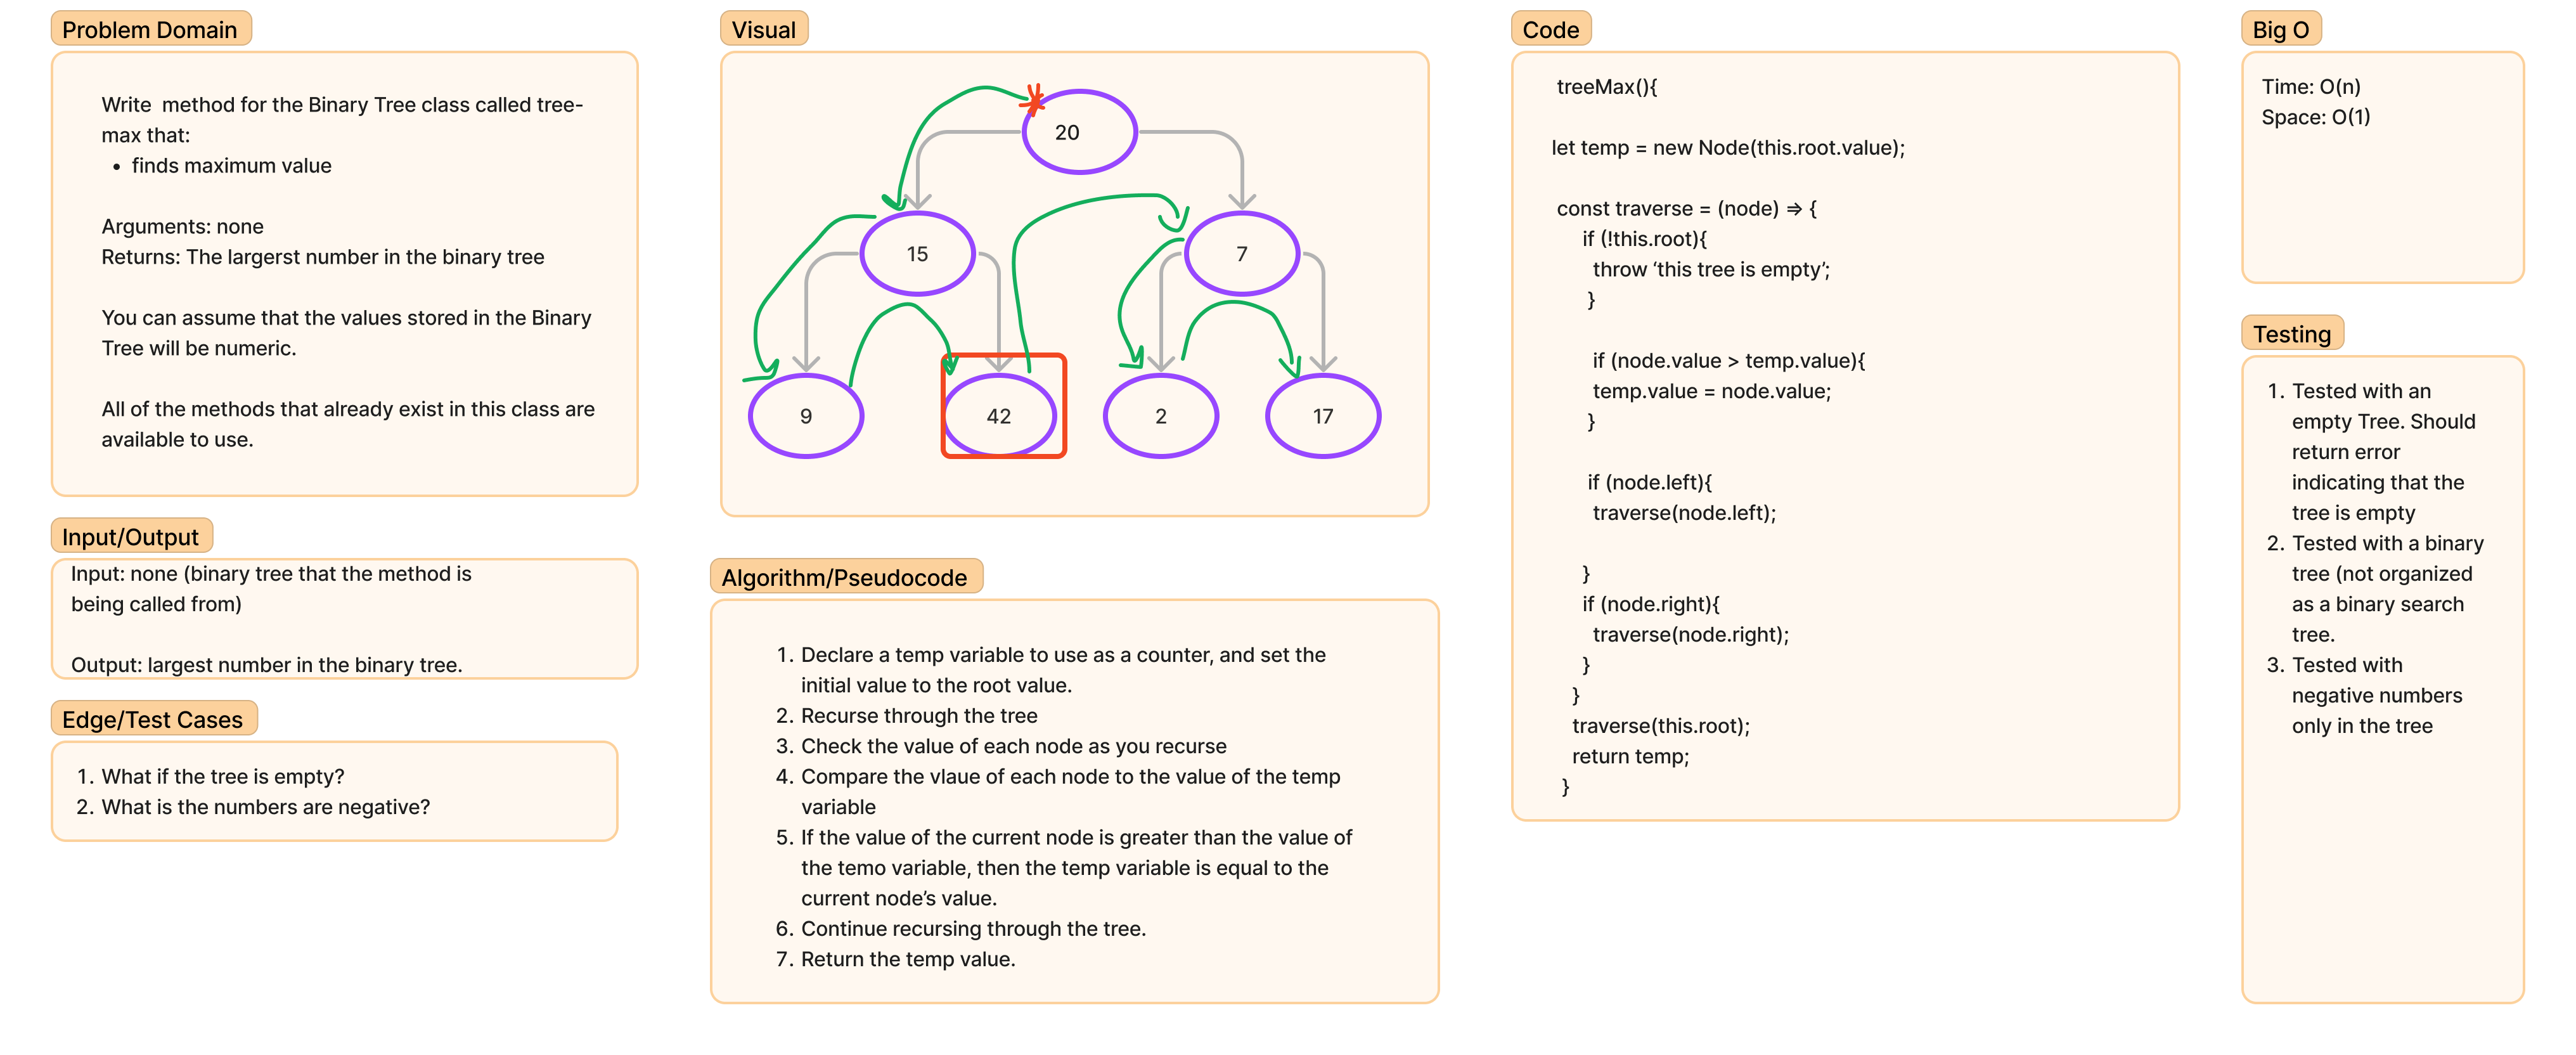 Problem Domain
Write  method for the Binary Tree class called tree-
max that:
• finds maximum value
Arguments: none
Returns: The largerst number in the binary tree
You can assume that the values stored in the Binary
Tree will be numeric.
All of the methods that already exist in this class are
available to use.
Input/Output
Input: none (binary tree that the method is
being called from)
Output: largest number in the binary tree.
Edge/Test Cases
1. What if the tree is empty?
2. What is the numbers are negative?
Visual
20
15
7
9
42
2
17
Algorithm/Pseudocode
1. Declare a temp variable to use as a counter, and set the
initial value to the root value.
2. Recurse through the tree
3. Check the value of each node as you recurse
4. Compare the vlaue of each node to the value of the temp
variable
5. If the value of the current node is greater than the value of
the temo variable, then the temp variable is equal to the
current node’s value.
6. Continue recursing through the tree.
7. Return the temp value.
Code
treeMax(){
let temp = new Node(this.root.value);
const traverse = (node) => {
if (!this.root){
throw ‘this tree is empty’;
}
if (node.value > temp.value){
temp.value = node.value;
}
if (node.left){
traverse(node.left);
}
if (node.right){
traverse(node.right);
}
}
traverse(this.root);
return temp;
}
Big O
Time: O(n)
Space: O(1)
Testing
1. Tested with an
empty Tree. Should
return error
indicating that the
tree is empty
2. Tested with a binary
tree (not organized
as a binary search
tree.
3. Tested with
negative numbers
only in the tree